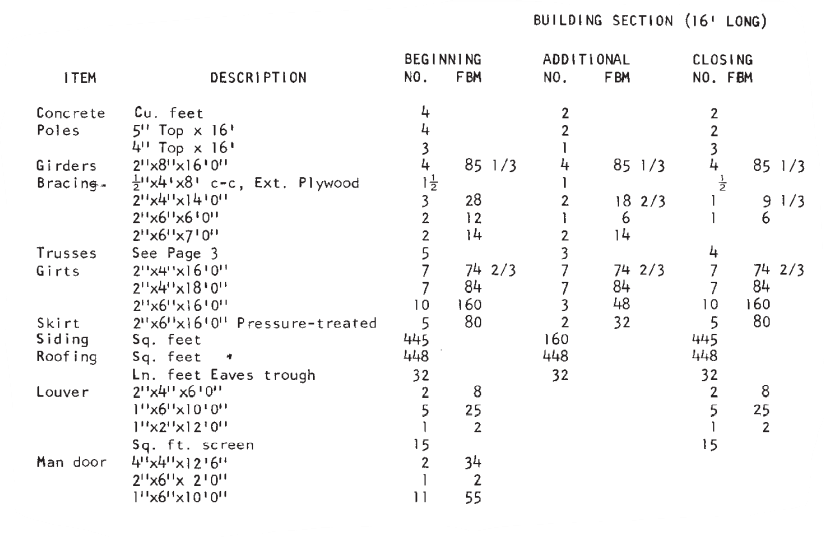 BUILDING SECTION (16' LONG)
BEGINNING ADDITIONAL CLOSING
ITEM DESCRIPTION NO. FBM NO. FBM NO. FBM
Concrete Cu. feet 4 2 2
Poles 5" Top x 16' 4 2 2
4" Top x 16' 3 1 3
Girders 2"x8"x16'0" 4 85 1/3 4 85 1/3 4 85 1/3
Bracing ½"x4'x8' c-c, Ext. Plywood 1½ 1 ½
2"x4"x14'0" 3 28 2 18 2/3 1 9 1/3
2"x6"x6'0" 2 12 1 6 1 6
2"x6"x7'0" 2 14 2 14
Trusses See Page 3 5 3 4
Girts 2"x4"x16'0" 7 74 2/3 7 74 2/3 7 74 2/3
2"x4"x18'0" 7 84 7 84 7 84
2"x6"x16'0" 10 160 3 48 10 160
Skirt 2"x6"x16'0" Pressure-treated 5 80 2 32 5 80
Siding Sq. feet 445 160 445
Roofing Sq. feet 448 448 448
Ln. feet Eaves trough 32 32 32
Louver 2"x4"x6'0" 2 8 2 8
1"x6"x10'0" 5 25 5 25
1"x2"x12'0" 1 2 1 2
Sq. ft. screen 15 15
Man door 4"x4"x12'6" 2 34
2"x6"x 2'0" 1 2
1"x6"x10'0" 11 55